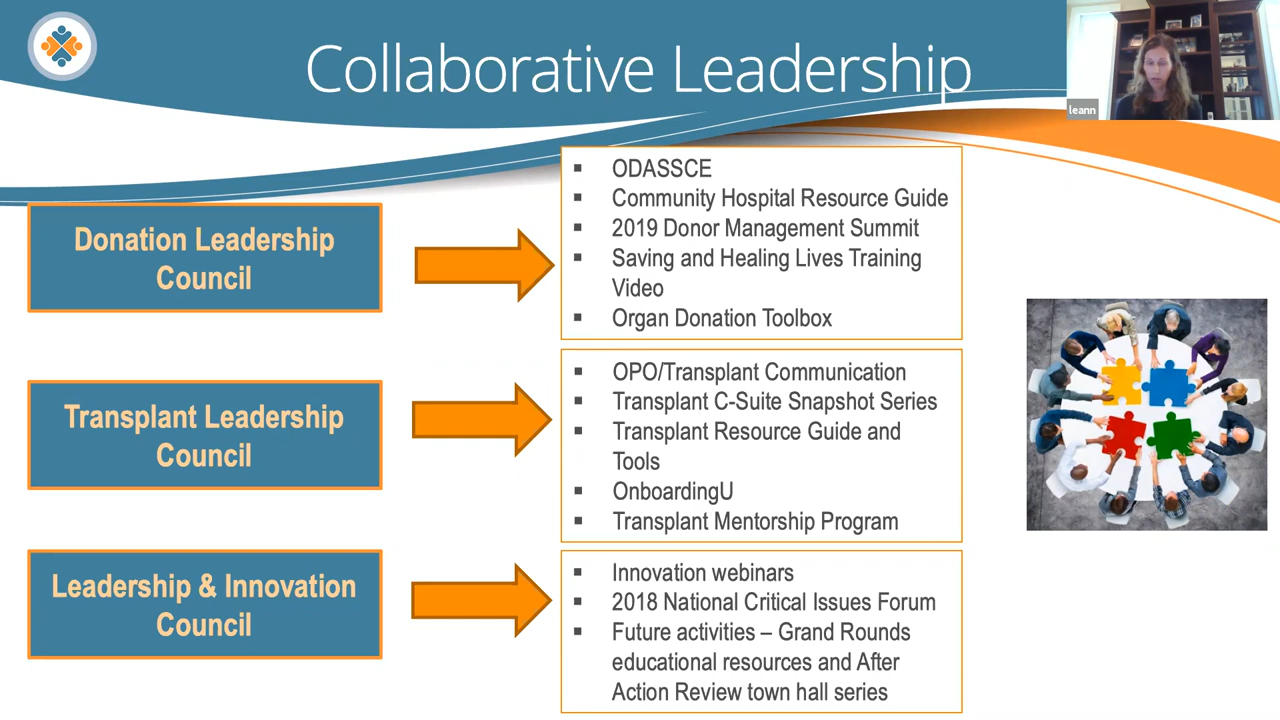 Collaborative Leadership
leann
Donation Leadership
Council
▪ ODASSCE
▪ Community Hospital Resource Guide
▪ 2019 Donor Management Summit
▪ Saving and Healing Lives Training
Video
▪ Organ Donation Toolbox
Transplant Leadership
Council
▪ OPO/Transplant Communication
▪ Transplant C-Suite Snapshot Series
▪ Transplant Resource Guide and
Tools
▪ OnboardingU
▪ Transplant Mentorship Program
Leadership & Innovation
Council
▪ Innovation webinars
▪ 2018 National Critical Issues Forum
▪ Future activities – Grand Rounds
educational resources and After
Action Review town hall series